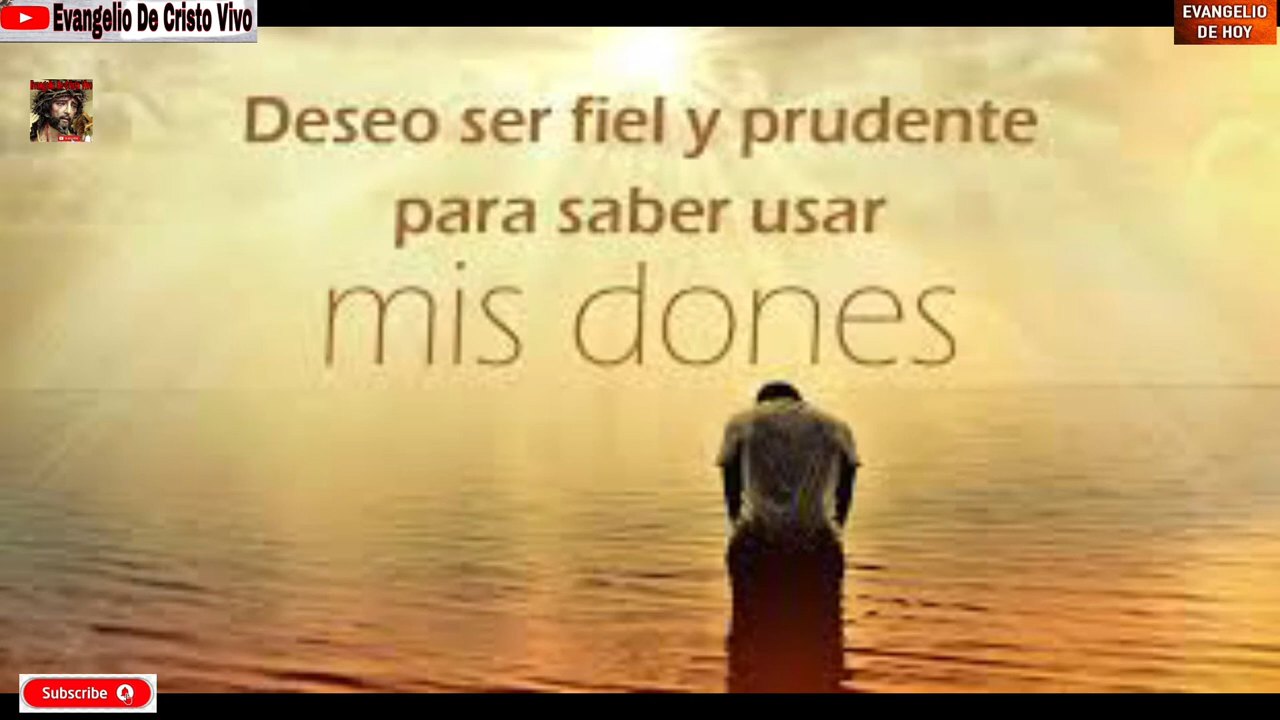 Evangelio De Cristo Vivo
EVANGELIO
DE HOY
Deseo ser fiel y prudente
para saber usar
mis dones
Subscribe